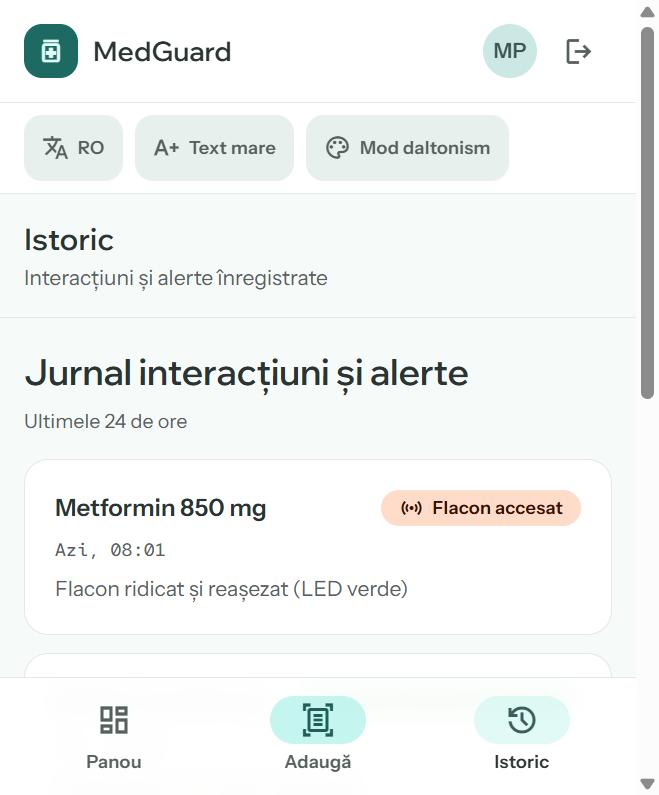 MedGuard
MP
RO
A+ Text mare
Mod daltonism
Istoric
Interacțiuni și alerte înregistrate
Jurnal interacțiuni și alerte
Ultimele 24 de ore
Metformin 850 mg
Flacon accesat
Azi, 08:01
Flacon ridicat și reașezat (LED verde)
Panou
Adaugă
Istoric